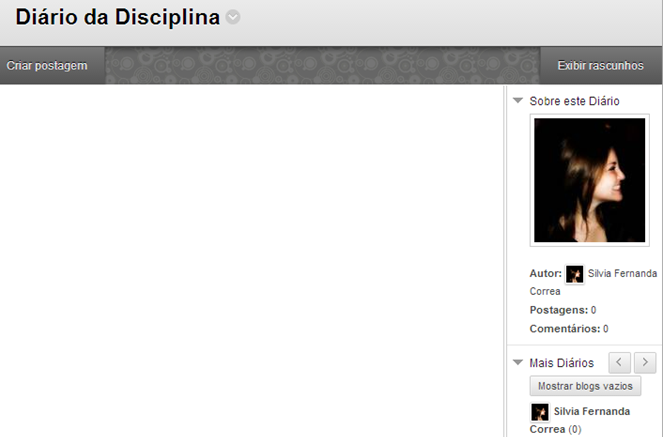 Diário da Disciplina
Criar postagem
Exibir rascunhos
Sobre este Diário
Autor: Silvia Fernanda
Correa
Postagens: 0
Comentários: 0
Mais Diários
Mostrar blogs vazios
Silvia Fernanda
Correa (0)